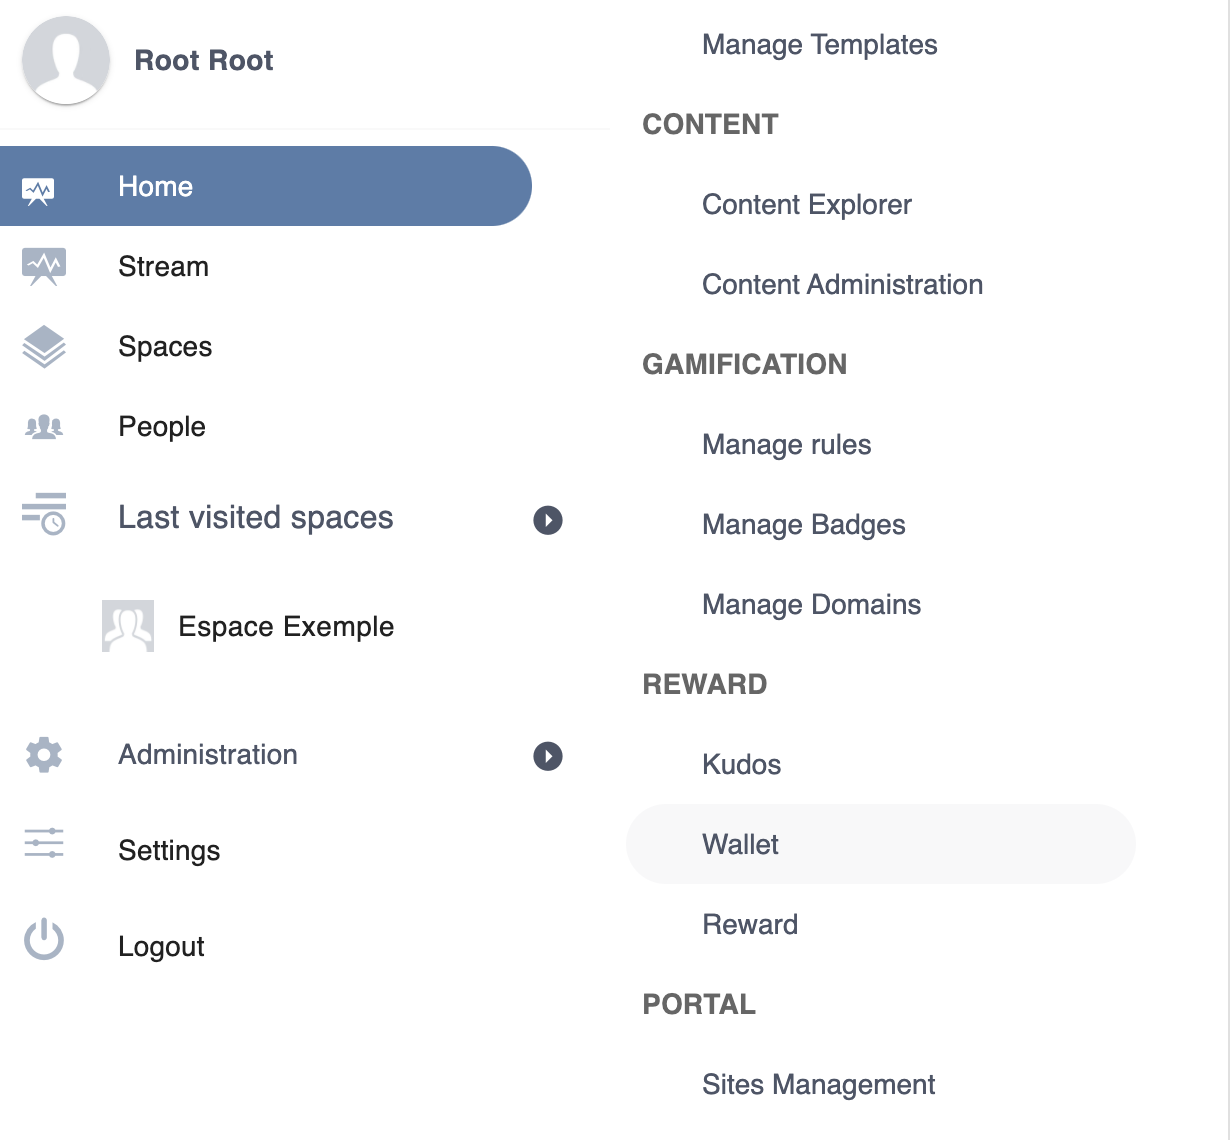 Root Root
Home
Stream
Spaces
People
Last visited spaces
Espace Exemple
Administration
Settings
Logout
Manage Templates
CONTENT
Content Explorer
Content Administration
GAMIFICATION
Manage rules
Manage Badges
Manage Domains
REWARD
Kudos
Wallet
Reward
PORTAL
Sites Management